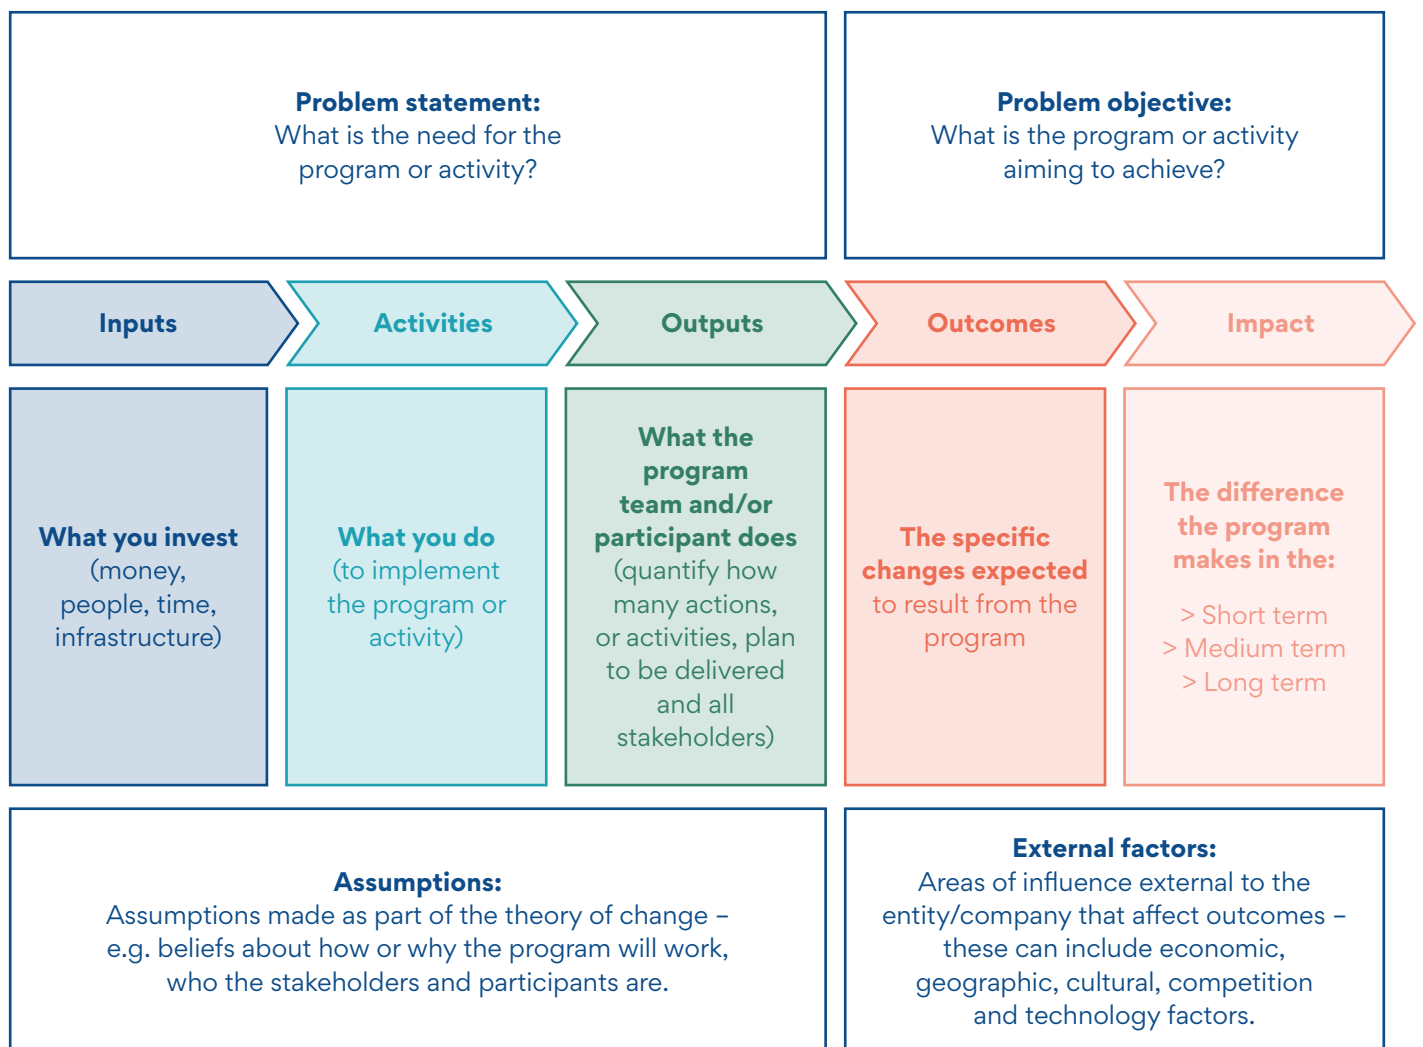 Problem statement:
What is the need for the
program or activity?
Problem objective:
What is the program or activity
aiming to achieve?
Inputs
Activities
Outputs
Outcomes
Impact
What you invest
(money,
people, time,
infrastructure)
What you do
(to implement
the program or
activity)
What the
program
team and/or
participant does
(quantify how
many actions,
or activities, plan
to be delivered
and all
stakeholders)
The specific
changes expected
to result from the
program
The difference
the program
makes in the:
> Short term
> Medium term
> Long term
Assumptions:
Assumptions made as part of the theory of change –
e.g. beliefs about how or why the program will work,
who the stakeholders and participants are.
External factors:
Areas of influence external to the
entity/company that affect outcomes –
these can include economic,
geographic, cultural, competition
and technology factors.